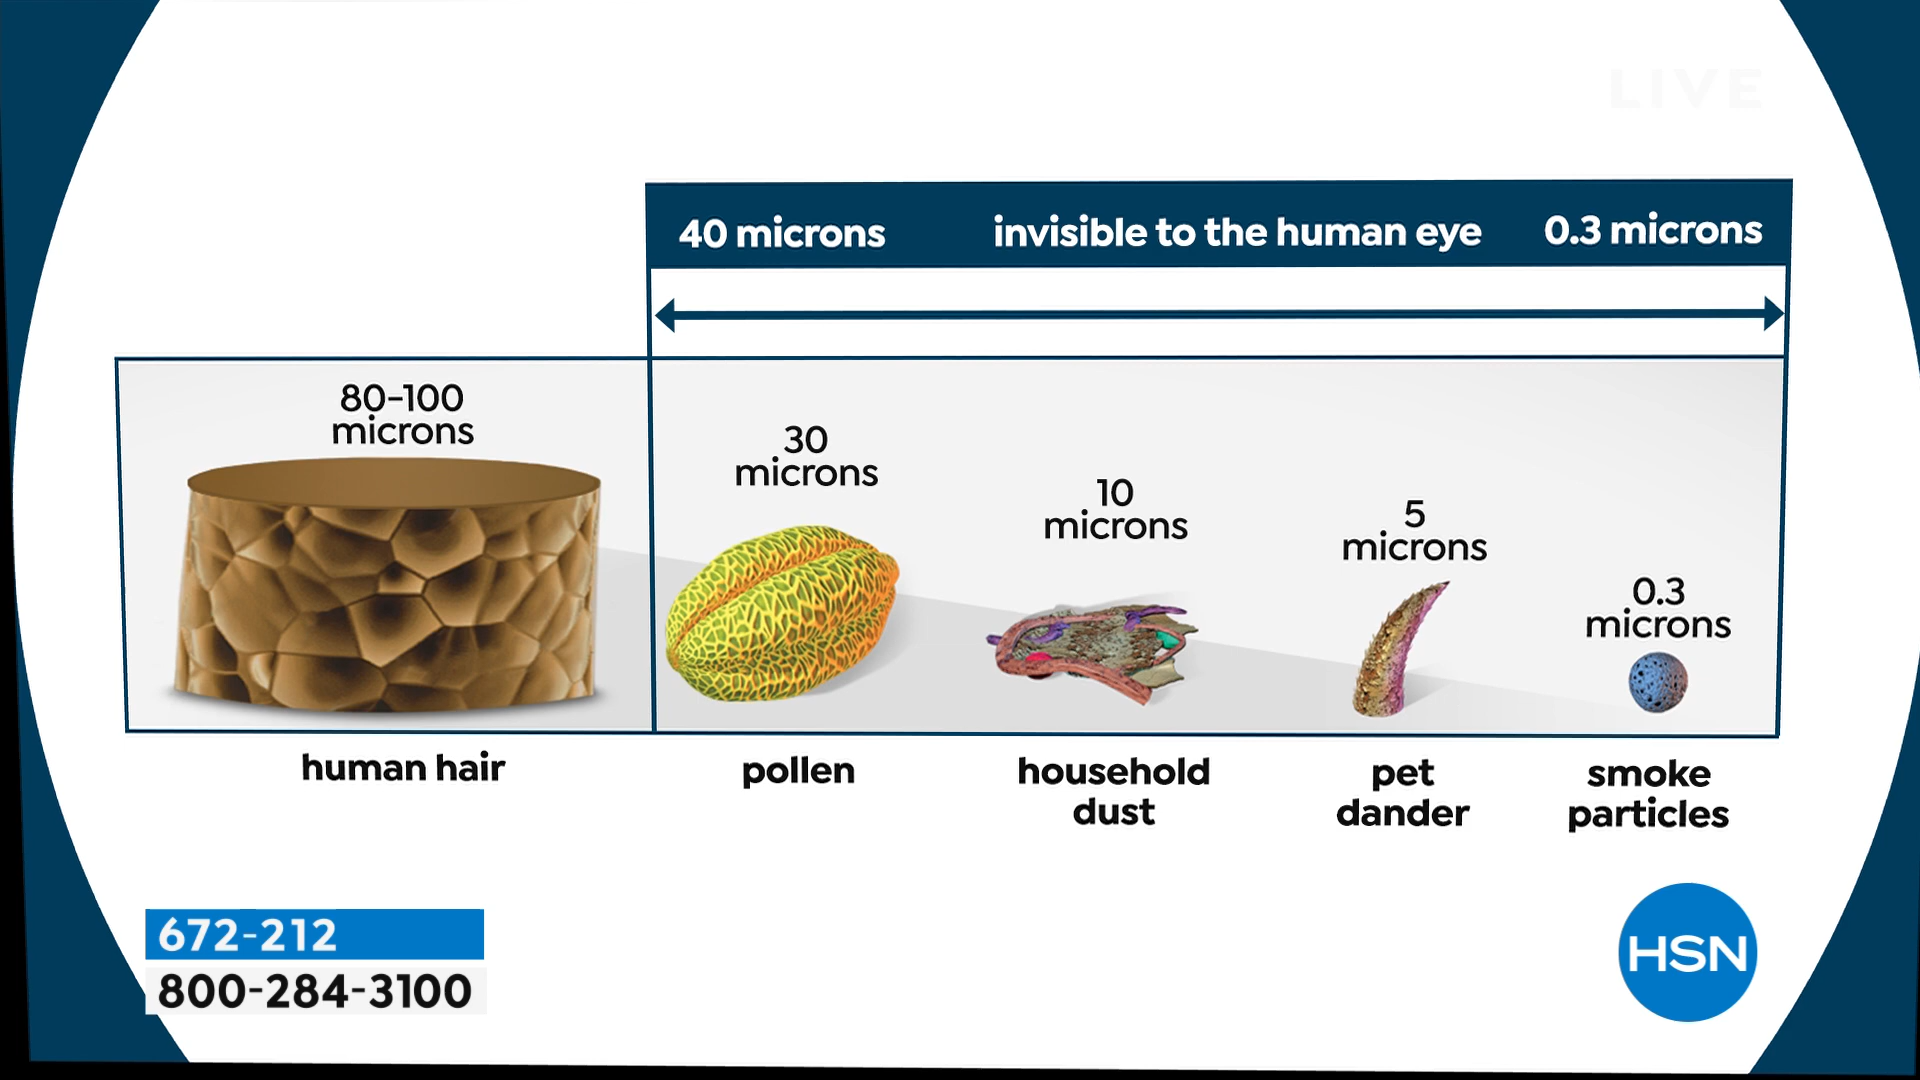 LIVE
40 microns invisible to the human eye 0.3 microns
80-100
microns
30
microns
10
microns
5
microns
0.3
microns
human hair
pollen
household
dust
pet
dander
smoke
particles
672-212
800-284-3100
HSN